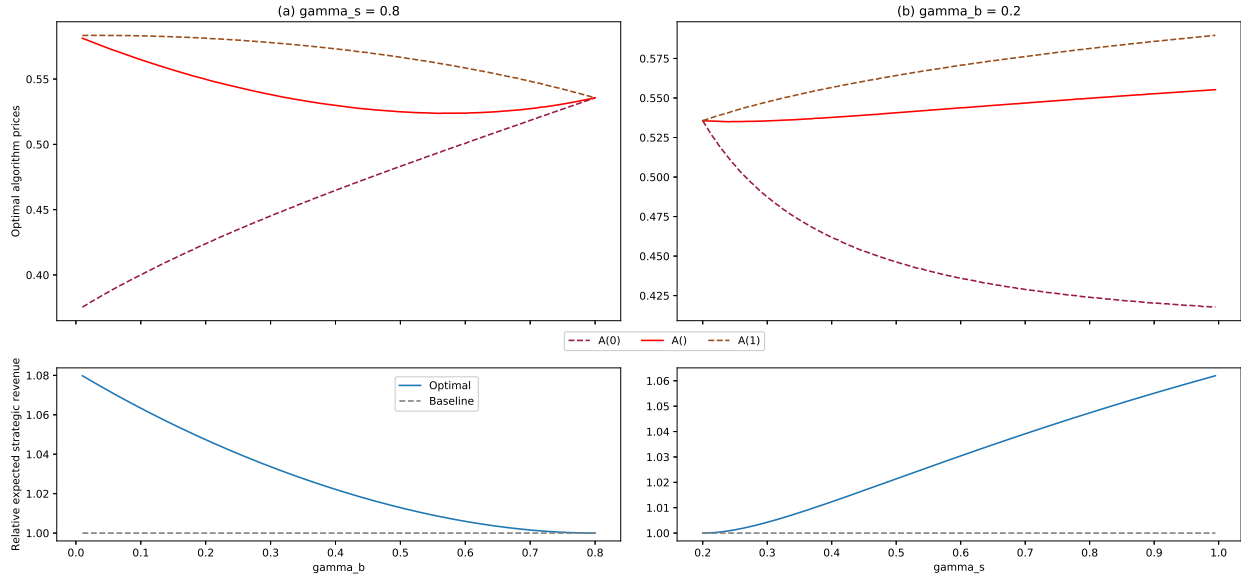 (a) gamma_s = 0.8
(b) gamma_b = 0.2
Optimal algorithm prices
0.55
0.50
0.45
0.40
0.575
0.550
0.525
0.500
0.475
0.450
0.425
A(0) A() A(1)
Relative expected strategic revenue
1.08
1.06
1.04
1.02
1.00
Optimal
Baseline
1.06
1.05
1.04
1.03
1.02
1.01
1.00
0.0 0.1 0.2 0.3 0.4 0.5 0.6 0.7 0.8
gamma_b
0.2 0.3 0.4 0.5 0.6 0.7 0.8 0.9 1.0
gamma_s